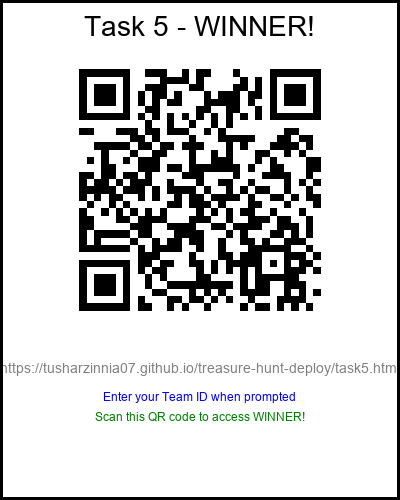 Task 5 - WINNER!
https://tusharzinnia07.github.io/treasure-hunt-deploy/task5.htm
Enter your Team ID when prompted
Scan this QR code to access WINNER!